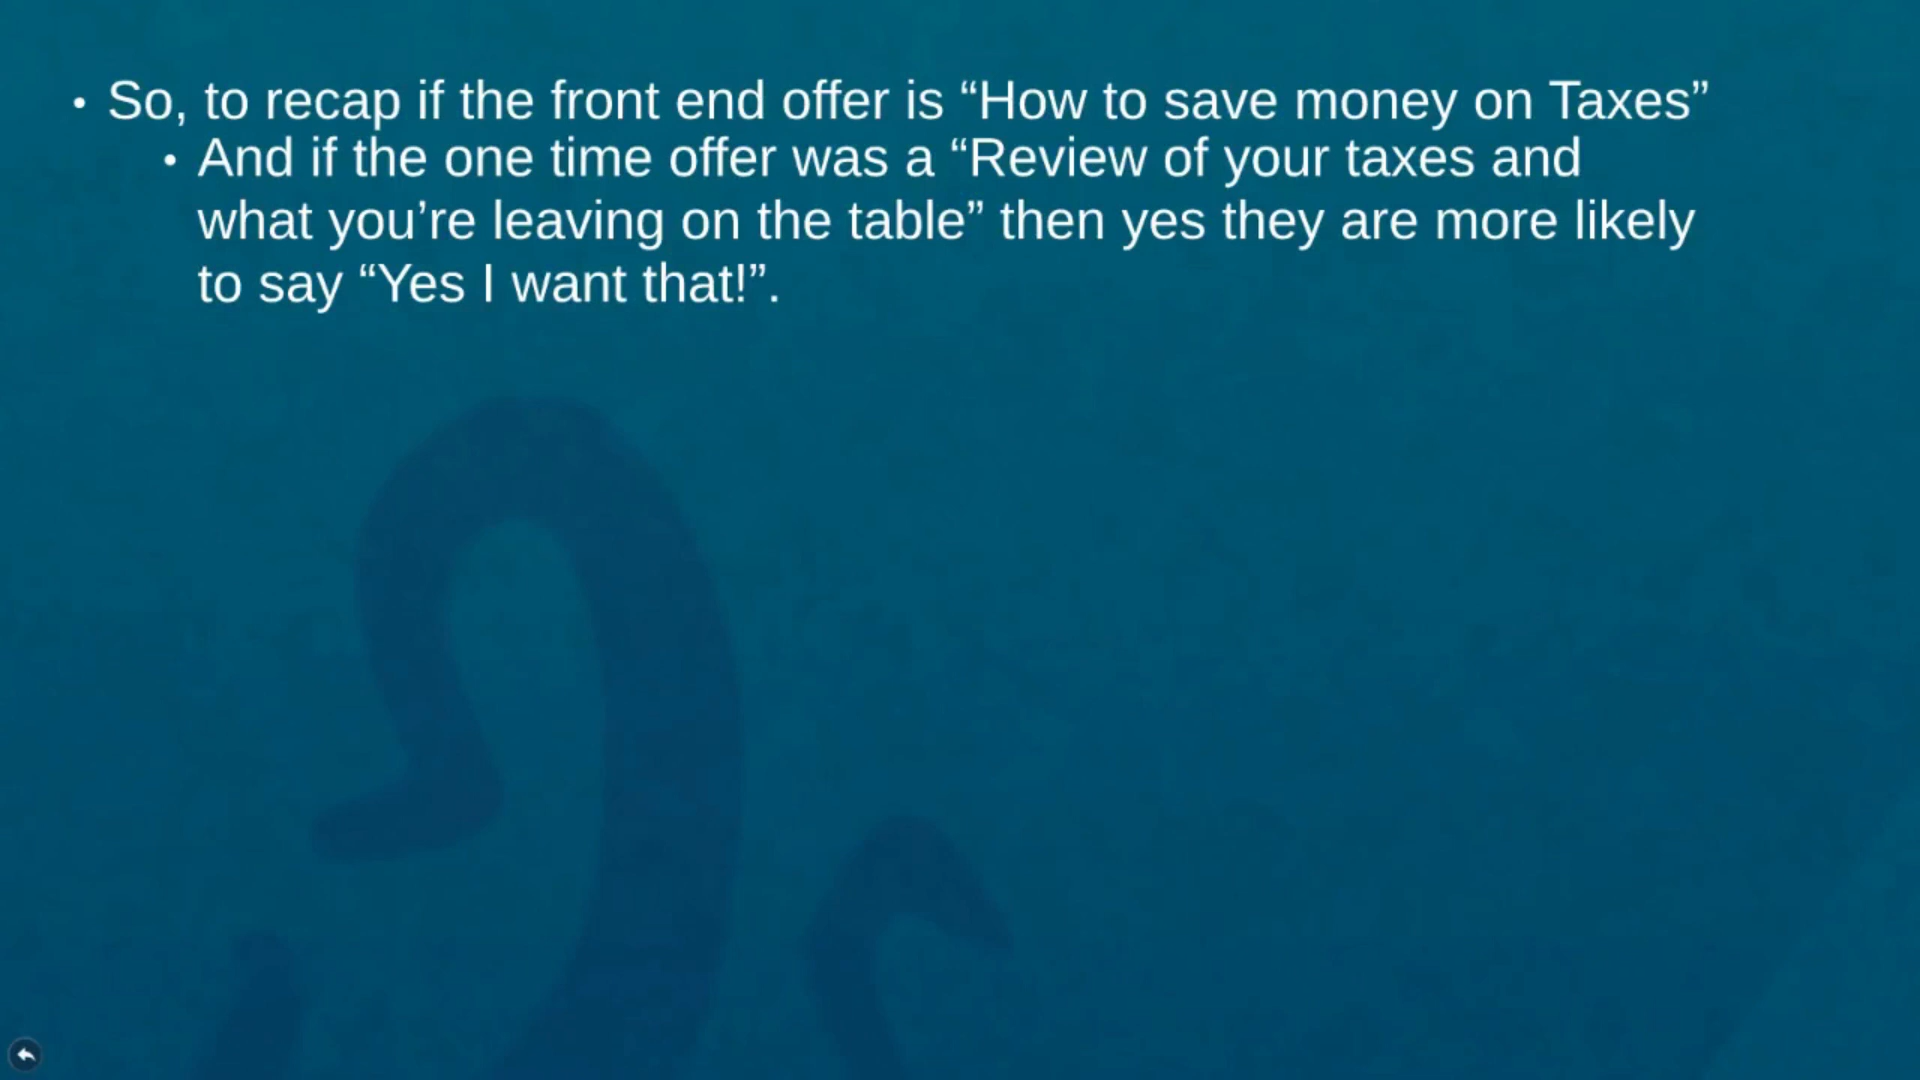 • So, to recap if the front end offer is “How to save money on Taxes”
• And if the one time offer was a “Review of your taxes and
what you’re leaving on the table” then yes they are more likely
to say “Yes I want that!”.